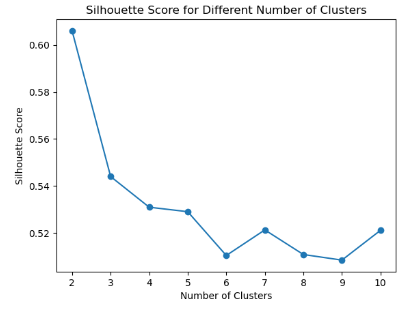 Silhouette Score for Different Number of Clusters
0.60
0.58
0.56
0.54
0.52
Silhouette Score
2 3 4 5 6 7 8 9 10
Number of Clusters